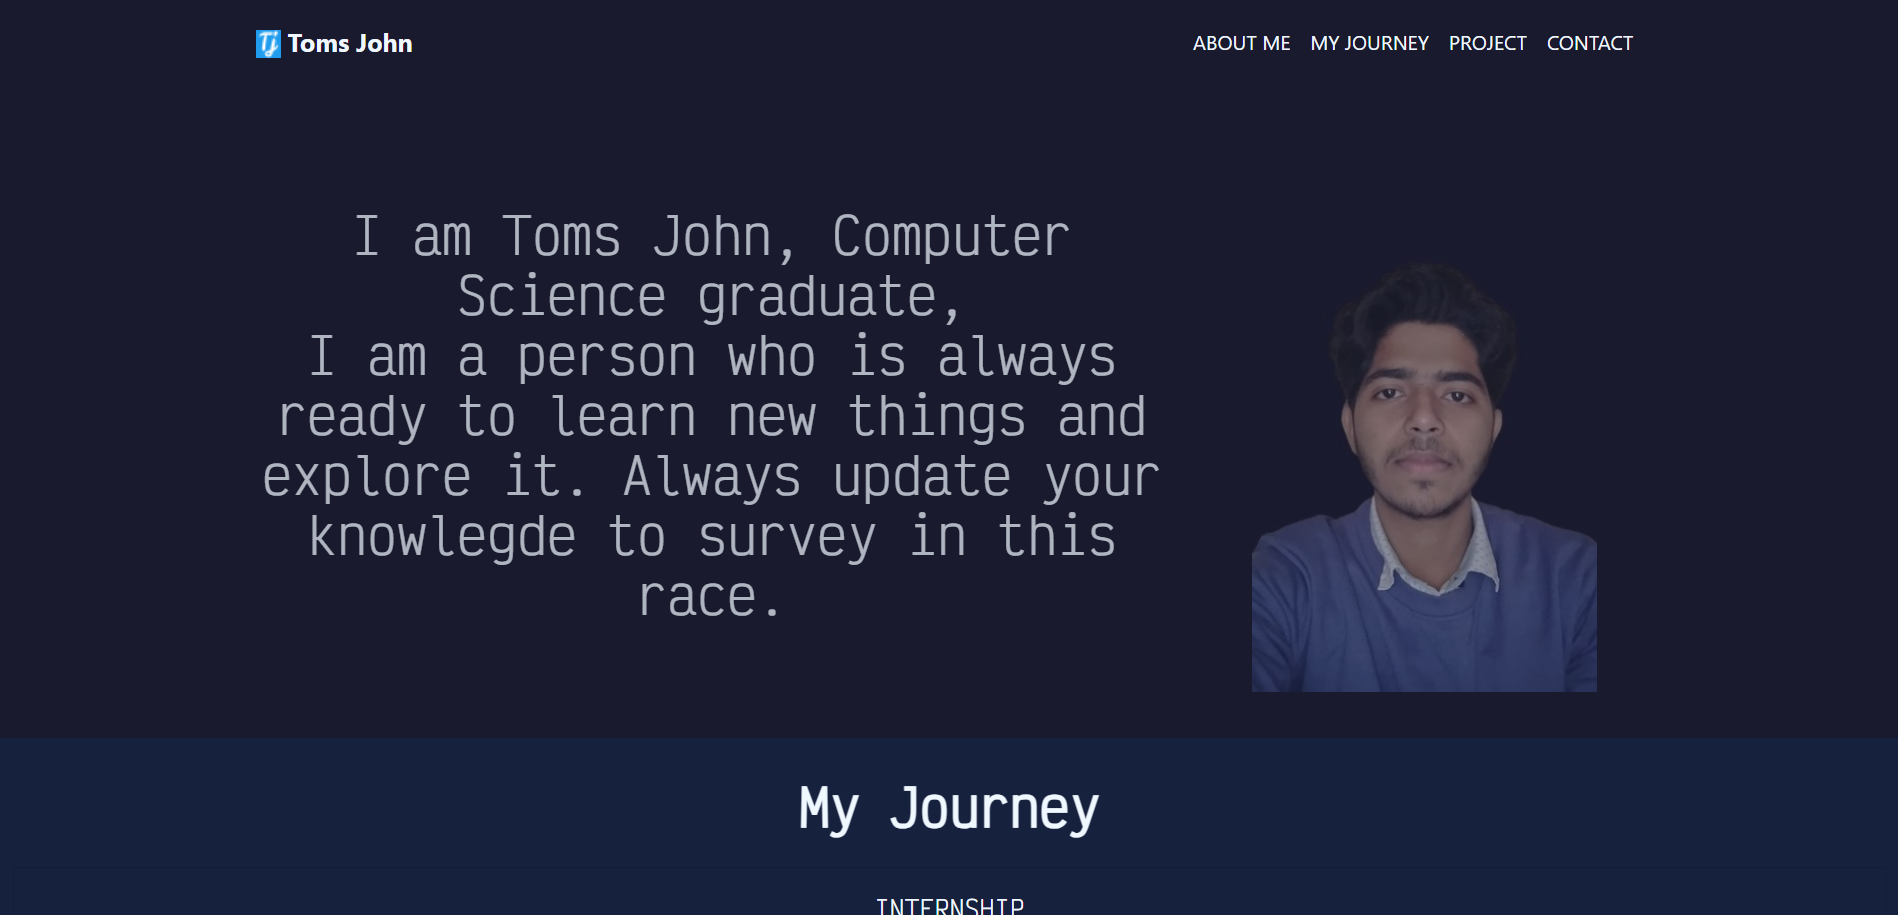 Tj Toms John
ABOUT ME MY JOURNEY PROJECT CONTACT
I am Toms John, Computer
Science graduate,
I am a person who is always
ready to learn new things and
explore it. Always update your
knowlegde to survey in this
race.
My Journey
INTERNSHIP